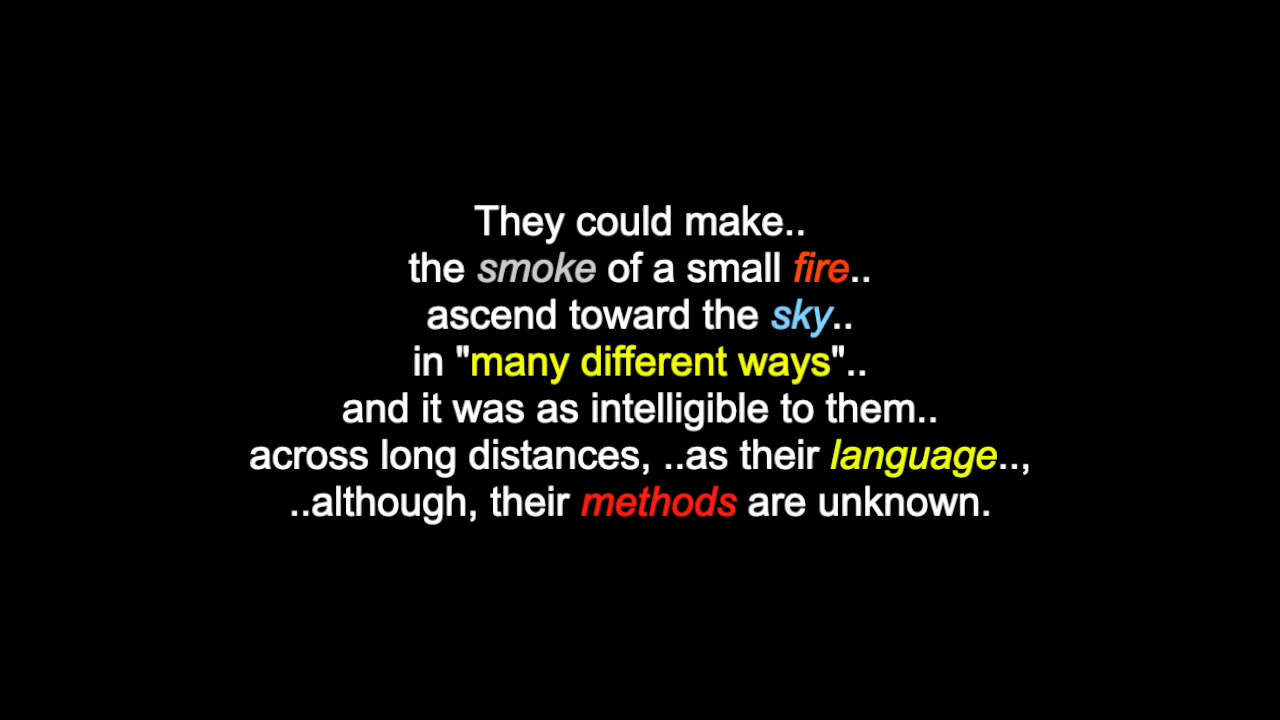 They could make..
the smoke of a small fire..
ascend toward the sky..
in "many different ways"..
and it was as intelligible to them..
across long distances, ..as their language..,
..although, their methods are unknown.